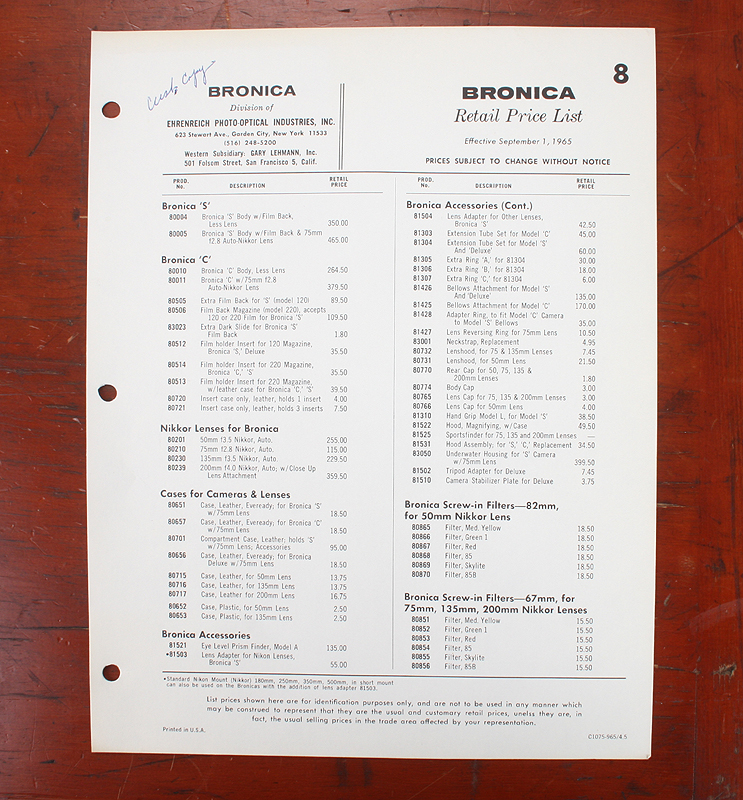 8
Cust. Copy
BRONICA
Division of
EHRENREICH PHOTO-OPTICAL INDUSTRIES, INC.
623 Stewart Ave., Garden City, New York 11533
(516) 248-5200
Western Subsidiary: GARY LEHMANN, Inc.
501 Folsom Street, San Francisco 5, Calif.
BRONICA
Retail Price List
Effective September 1, 1965
PRICES SUBJECT TO CHANGE WITHOUT NOTICE
PROD. No. DESCRIPTION RETAIL PRICE
Bronica 'S'
80004 Bronica 'S' Body w/Film Back,
Less Lens 350.00
80005 Bronica 'S' Body w/Film Back & 75mm
f2.8 Auto-Nikkor Lens 465.00
Bronica 'C'
80010 Bronica 'C' Body, Less Lens 264.50
80011 Bronica 'C' w/75mm f2.8
Auto-Nikkor Lens 379.50
80505 Extra Film Back for 'S' (model 120) 89.50
80506 Film Back Magazine (model 220), accepts
120 or 220 Film for Bronica 'S' 109.50
83023 Extra Dark Slide for Bronica 'S'
Film Back 1.80
80512 Film holder Insert for 120 Magazine,
Bronica 'S,' Deluxe 35.50
80514 Film holder Insert for 220 Magazine,
Bronica 'C,' 'S' 35.50
80513 Film holder Insert for 220 Magazine,
w/leather case for Bronica 'C,' 'S' 39.50
80720 Insert case only, leather, holds 1 insert 4.00
80721 Insert case only, leather, holds 3 inserts 7.50
Nikkor Lenses for Bronica
80201 50mm f3.5 Nikkor, Auto. 255.00
80210 75mm f2.8 Nikkor, Auto. 115.00
80230 135mm f3.5 Nikkor, Auto. 229.50
80239 200mm f4.0 Nikkor, Auto; w/Close Up
Lens Attachment 359.50
Cases for Cameras & Lenses
80651 Case, Leather, Eveready; for Bronica 'S'
w/75mm Lens 18.50
80657 Case, Leather, Eveready; for Bronica 'C'
w/75mm Lens 18.50
80701 Compartment Case, Leather; holds 'S'
w/75mm Lens; Accessories 95.00
80656 Case, Leather, Eveready; for Bronica
Deluxe w/75mm Lens 18.50
80715 Case, Leather, for 50mm Lens 13.75
80716 Case, Leather, for 135mm Lens 13.75
80717 Case, Leather for 200mm Lens 16.75
80652 Case, Plastic, for 50mm Lens 2.50
80653 Case, Plastic, for 135mm Lens 2.50
Bronica Accessories
81521 Eye Level Prism Finder, Model A 135.00
*81503 Lens Adapter for Nikon Lenses,
Bronica 'S' 55.00
PROD. No. DESCRIPTION RETAIL PRICE
Bronica Accessories (Cont.)
81504 Lens Adapter for Other Lenses,
Bronica 'S' 42.50
81303 Extension Tube Set for Model 'C' 45.00
81304 Extension Tube Set for Model 'S'
And 'Deluxe' 60.00
81305 Extra Ring 'A,' for 81304 30.00
81306 Extra Ring 'B,' for 81304 18.00
81307 Extra Ring 'C,' for 81304 6.00
81426 Bellows Attachment for Model 'S'
And 'Deluxe' 135.00
81425 Bellows Attachment for Model 'C' 170.00
81428 Adapter Ring, to fit Model 'C' Camera
to Model 'S' Bellows 35.00
81427 Lens Reversing Ring for 75mm Lens 10.50
83001 Neckstrap, Replacement 4.95
80732 Lenshood, for 75 & 135mm Lenses 7.45
80731 Lenshood, for 50mm Lens 21.50
80770 Rear Cap for 50, 75, 135 &
200mm Lenses 1.80
80774 Body Cap 3.00
80765 Lens Cap for 75, 135 & 200mm Lenses 3.00
80766 Lens Cap for 50mm Lens 4.00
81310 Hand Grip Model L, for Model 'S' 38.50
81522 Hood, Magnifying, w/Case 49.50
81525 Sportsfinder for 75, 135 and 200mm Lenses —
81531 Hood Assembly; for 'S,' 'C,' Replacement 34.50
83050 Underwater Housing for 'S' Camera
w/75mm Lens 399.50
81502 Tripod Adapter for Deluxe 7.45
81510 Camera Stabilizer Plate for Deluxe 3.75
Bronica Screw-in Filters—82mm,
for 50mm Nikkor Lens
80865 Filter, Med. Yellow 18.50
80866 Filter, Green 1 18.50
80867 Filter, Red 18.50
80868 Filter, 85 18.50
80869 Filter, Skylite 18.50
80870 Filter, 85B 18.50
Bronica Screw-in Filters—67mm, for
75mm, 135mm, 200mm Nikkor Lenses
80851 Filter, Med. Yellow 15.50
80852 Filter, Green 1 15.50
80853 Filter, Red 15.50
80854 Filter, 85 15.50
80855 Filter, Skylite 15.50
80856 Filter, 85B 15.50
*Standard Nikon Mount (Nikkor) 180mm, 250mm, 350mm, 500mm, in short mount
can also be used on the Bronicas with the addition of lens adapter 81503.
List prices shown here are for identification purposes only, and are not to be used in any manner which
may be construed to represent that they are the usual and customary retail prices, unelss they are, in
fact, the usual selling prices in the trade area affected by your representation.
Printed in U.S.A.
C1075-965/4.5